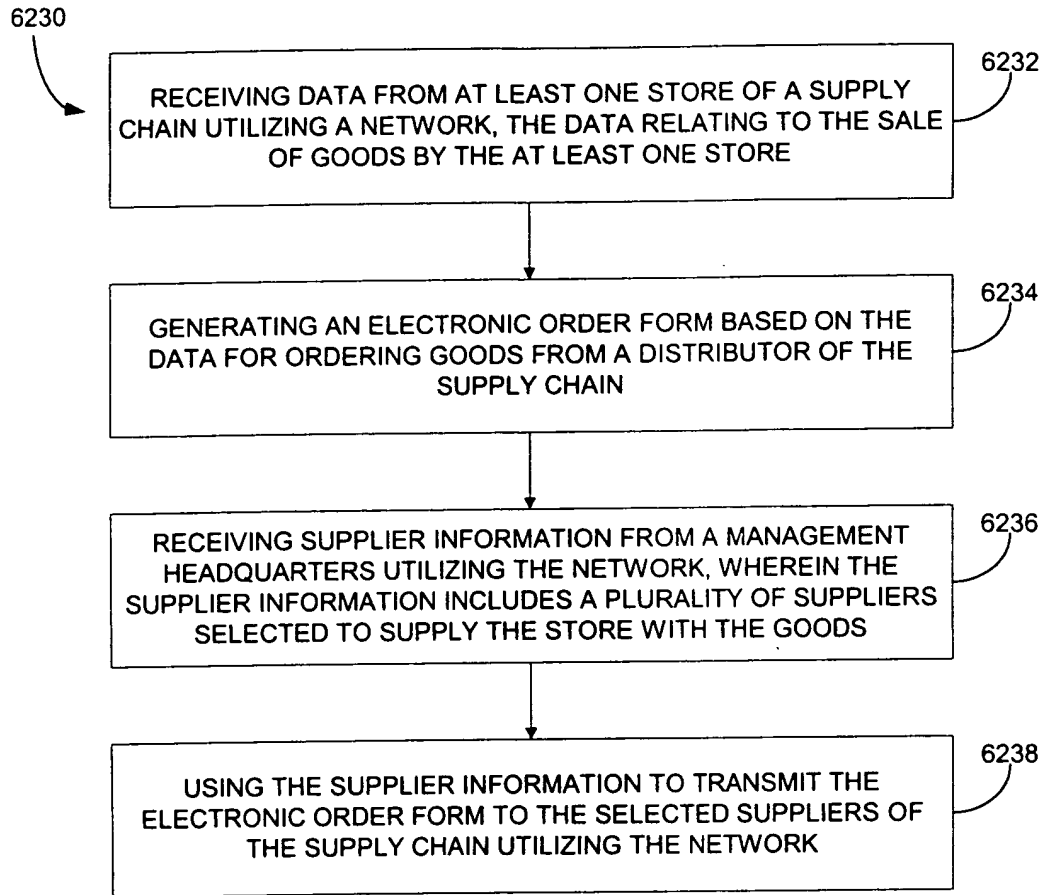 6230
6232
RECEIVING DATA FROM AT LEAST ONE STORE OF A SUPPLY
CHAIN UTILIZING A NETWORK, THE DATA RELATING TO THE SALE
OF GOODS BY THE AT LEAST ONE STORE
6234
GENERATING AN ELECTRONIC ORDER FORM BASED ON THE
DATA FOR ORDERING GOODS FROM A DISTRIBUTOR OF THE
SUPPLY CHAIN
6236
RECEIVING SUPPLIER INFORMATION FROM A MANAGEMENT
HEADQUARTERS UTILIZING THE NETWORK, WHEREIN THE
SUPPLIER INFORMATION INCLUDES A PLURALITY OF SUPPLIERS
SELECTED TO SUPPLY THE STORE WITH THE GOODS
6238
USING THE SUPPLIER INFORMATION TO TRANSMIT THE
ELECTRONIC ORDER FORM TO THE SELECTED SUPPLIERS OF
THE SUPPLY CHAIN UTILIZING THE NETWORK